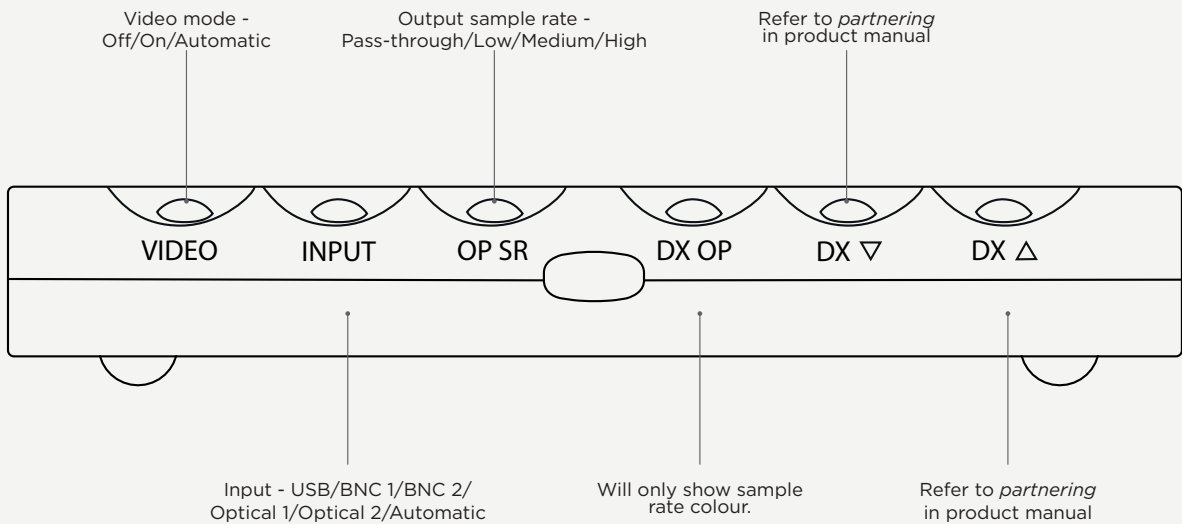 Video mode -
Off/On/Automatic
Output sample rate -
Pass-through/Low/Medium/High
Refer to partnering
in product manual
VIDEO INPUT OP SR DX OP DX ▽ DX △
Input - USB/BNC 1/BNC 2/
Optical 1/Optical 2/Automatic
Will only show sample
rate colour.
Refer to partnering
in product manual